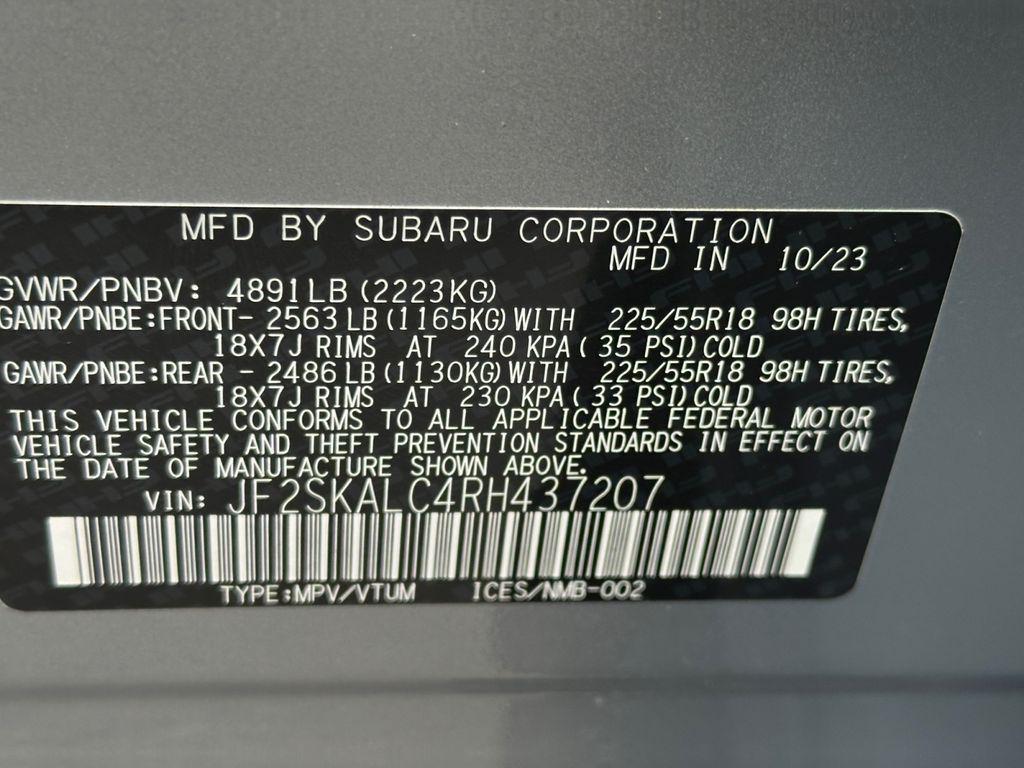 MFD BY SUBARU CORPORATION
MFD IN 10/23
GVWR/PNBV: 4891LB(2223KG)
GAWR/PNBE:FRONT- 2563LB(1165KG)WITH 225/55R18 98H TIRES,
18X7J RIMS AT 240 KPA( 35 PSI)COLD
GAWR/PNBE:REAR - 2486LB(1130KG)WITH 225/55R18 98H TIRES,
18X7J RIMS AT 230 KPA( 33 PSI)COLD
THIS VEHICLE CONFORMS TO ALL APPLICABLE FEDERAL MOTOR
VEHICLE SAFETY AND THEFT PREVENTION STANDARDS IN EFFECT ON
THE DATE OF MANUFACTURE SHOWN ABOVE.
VIN: JF2SKALC4RH437207
TYPE:MPV/VTUM ICES/NMB-002